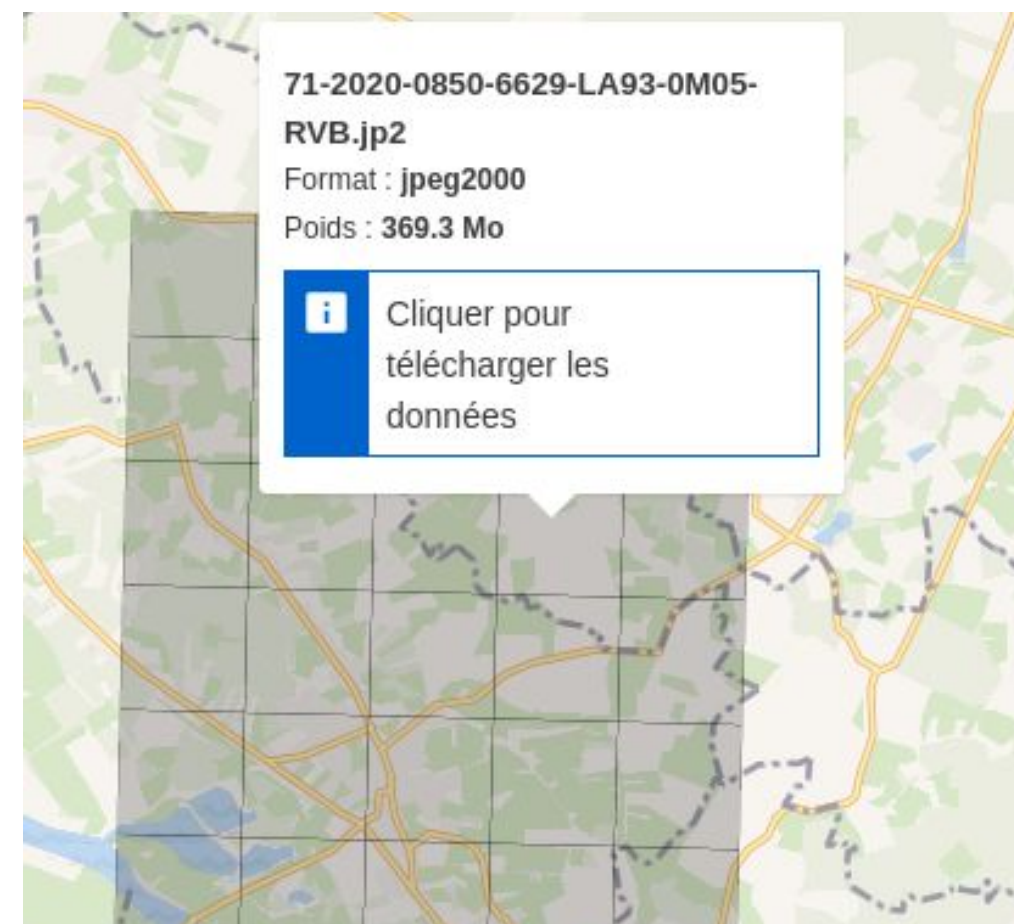 71-2020-0850-6629-LA93-0M05-
RVB.jp2
Format : jpeg2000
Poids : 369.3 Mo
i
Cliquer pour
télécharger les
données